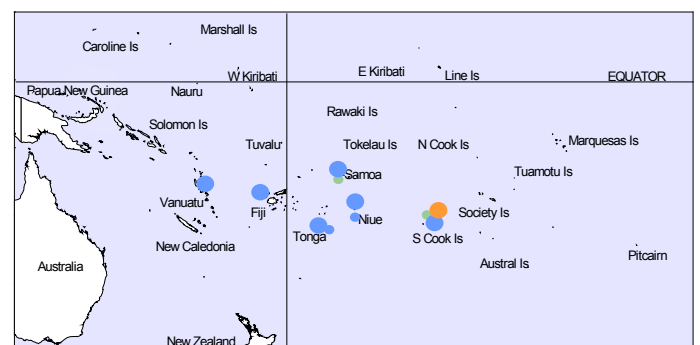 Marshall Is
Caroline Is
W Kiribati
E Kiribati
Line Is
EQUATOR
Papua New Guinea
Nauru
Rawaki Is
Solomon Is
Tuvalu
Tokelau Is
N Cook Is
Marquesas Is
Samoa
Tuamotu Is
Vanuatu
Fiji
Niue
Society Is
Tonga
S Cook Is
New Caledonia
Australia
Austral Is.
Pitcairn
New Zealand